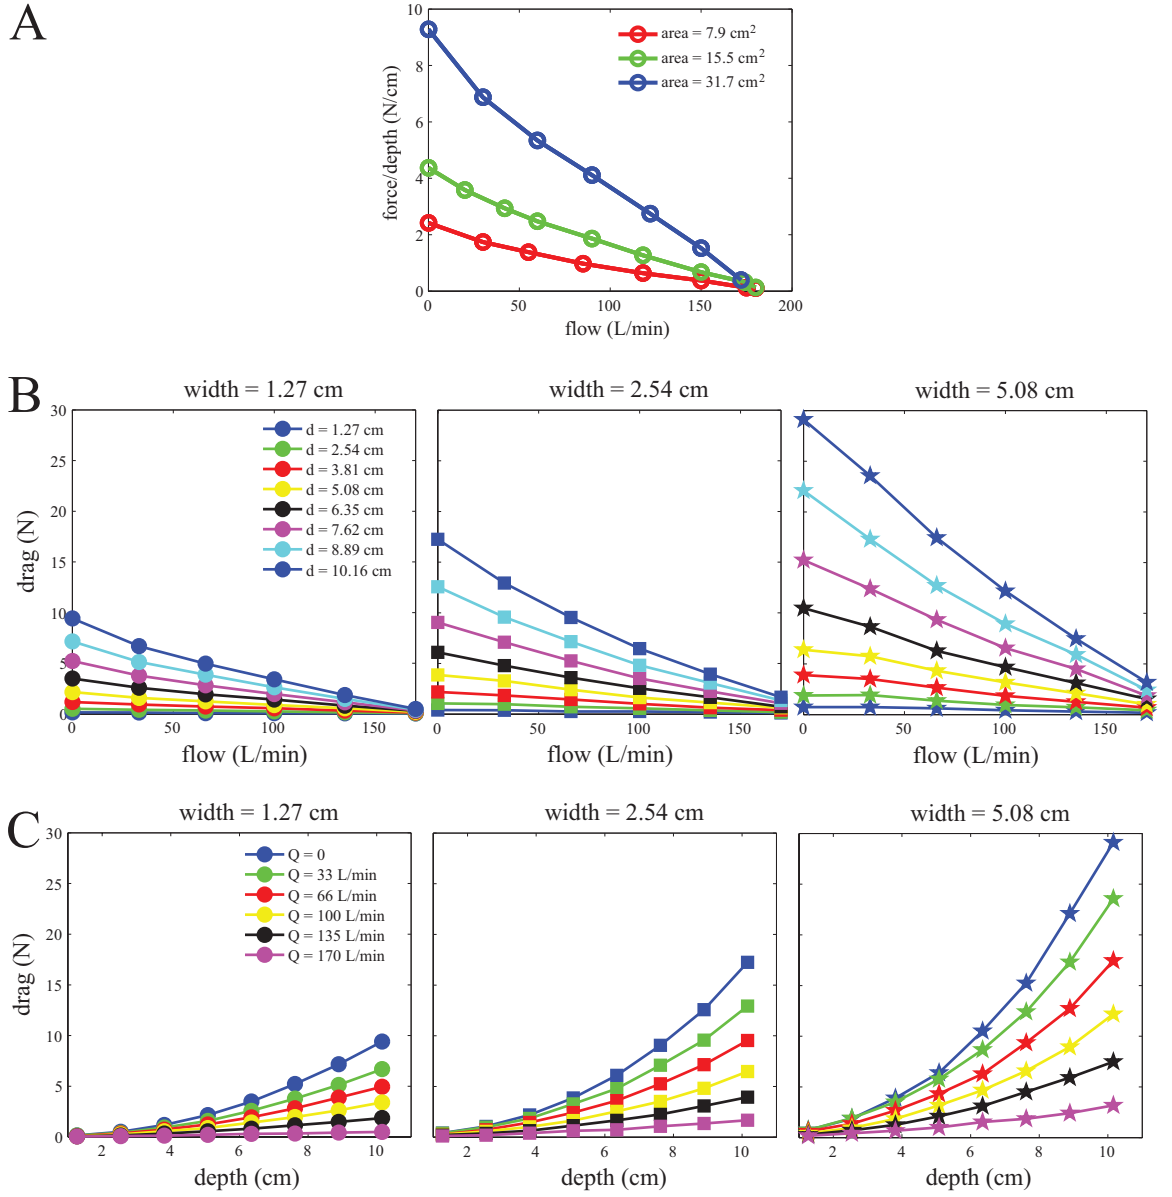 A
10
8
6
4
2
0
force/depth (N/cm)
area = 7.9 cm²
area = 15.5 cm²
area = 31.7 cm²
0 50 100 150 200
flow (L/min)
B
width = 1.27 cm
width = 2.54 cm
width = 5.08 cm
30
25
20
15
10
5
0
drag (N)
d = 1.27 cm
d = 2.54 cm
d = 3.81 cm
d = 5.08 cm
d = 6.35 cm
d = 7.62 cm
d = 8.89 cm
d = 10.16 cm
0 50 100 150
0 50 100 150
0 50 100 150
flow (L/min)
flow (L/min)
flow (L/min)
C
width = 1.27 cm
width = 2.54 cm
width = 5.08 cm
30
25
20
15
10
5
0
drag (N)
Q = 0
Q = 33 L/min
Q = 66 L/min
Q = 100 L/min
Q = 135 L/min
Q = 170 L/min
2 4 6 8 10
2 4 6 8 10
2 4 6 8 10
depth (cm)
depth (cm)
depth (cm)